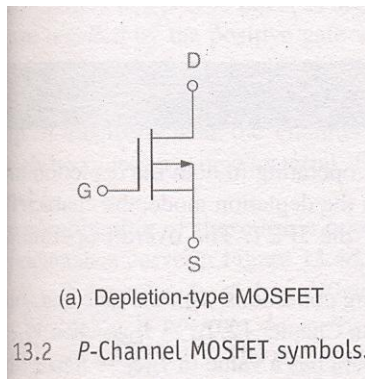 D
G
S
(a) Depletion-type MOSFET
13.2 P-Channel MOSFET symbols.